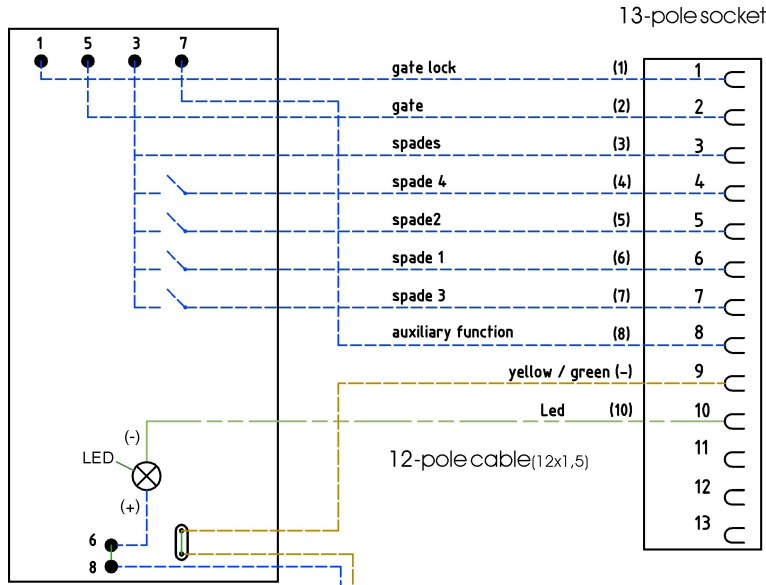 13-pole socket
1 5 3 7
gate lock (1) 1
gate (2) 2
spades (3) 3
spade 4 (4) 4
spade2 (5) 5
spade 1 (6) 6
spade 3 (7) 7
auxiliary function (8) 8
yellow / green (-) 9
Led (10) 10
(-)
LED
12-pole cable(12x1,5)
11
(+)
12
13
6
8